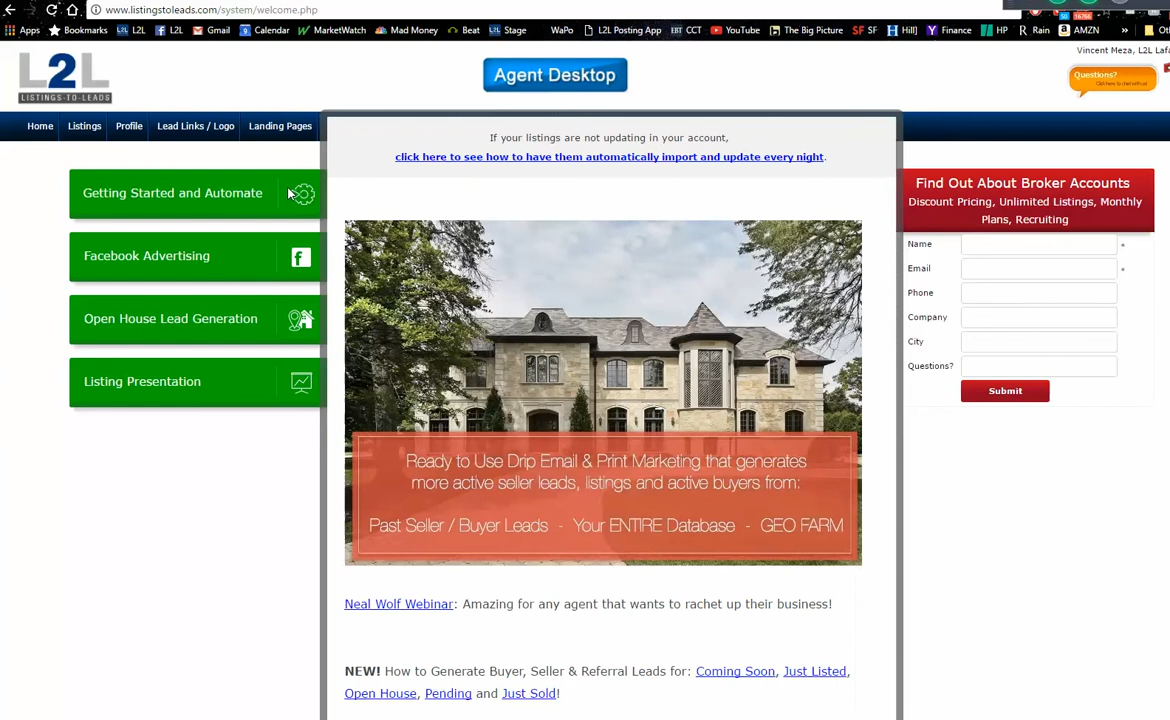 www.listingstoleads.com/system/welcome.php
Apps Bookmarks L2L L2L Gmail Calendar MarketWatch Mad Money Beat Stage WaPo L2L Posting App CCT YouTube The Big Picture SF Hill] Finance HP Rain AMZN »
Vincent Meza, L2L
L2L
LISTINGS-TO-LEADS
Agent Desktop
Questions?
Home Listings Profile Lead Links / Logo Landing Pages
If your listings are not updating in your account,
click here to see how to have them automatically import and update every night.
Getting Started and Automate
Facebook Advertising
Open House Lead Generation
Listing Presentation
Ready to Use Drip Email & Print Marketing that generates
more active seller leads, listings and active buyers from:
Past Seller / Buyer Leads - Your ENTIRE Database - GEO FARM
Neal Wolf Webinar: Amazing for any agent that wants to rachet up their business!
NEW! How to Generate Buyer, Seller & Referral Leads for: Coming Soon, Just Listed,
Open House, Pending and Just Sold!
Find Out About Broker Accounts
Discount Pricing, Unlimited Listings, Monthly
Plans, Recruiting
Name *
Email *
Phone
Company
City
Questions?
Submit